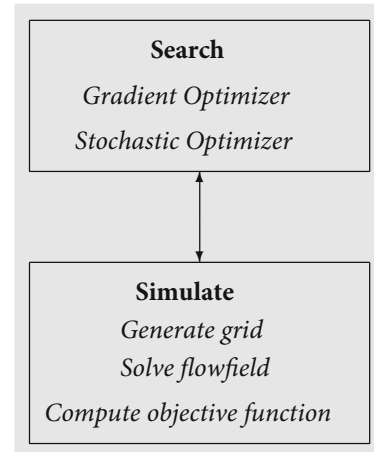 Search
Gradient Optimizer
Stochastic Optimizer
Simulate
Generate grid
Solve flowfield
Compute objective function